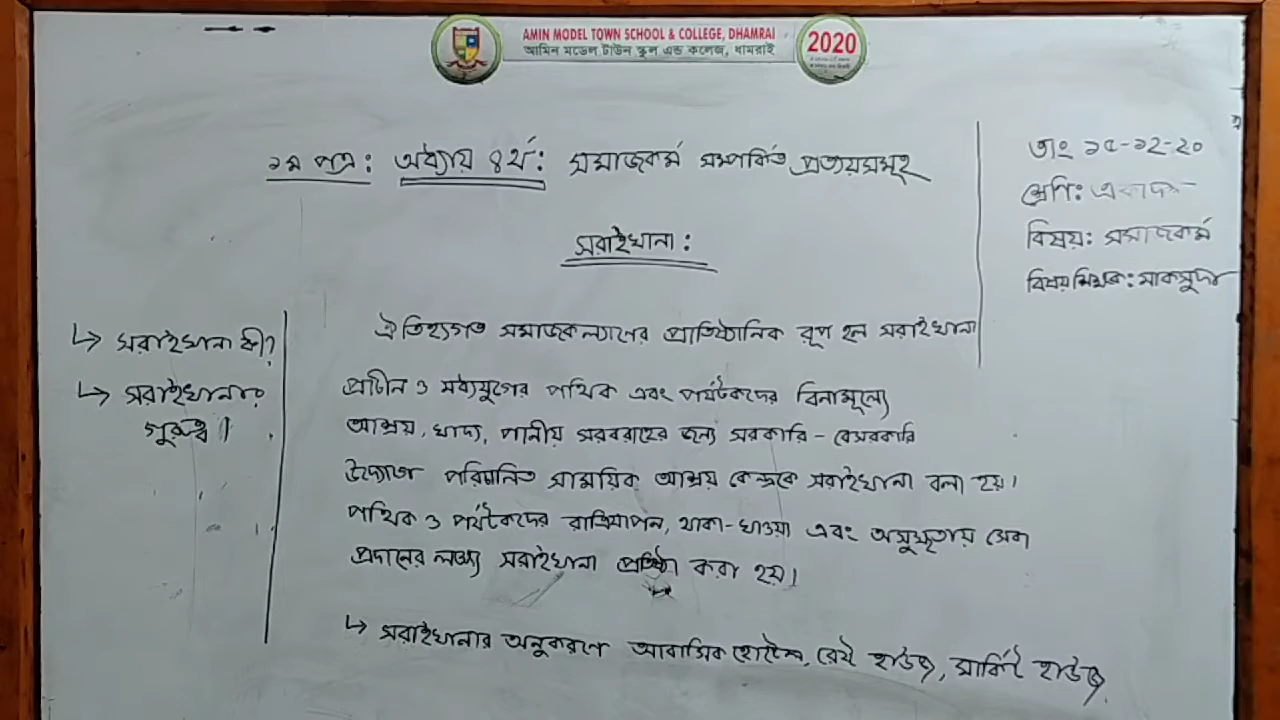 AMIN MODEL TOWN SCHOOL & COLLEGE, DHAMRAI
আমিন মডেল টাউন স্কুল এন্ড কলেজ, ধামরাই
2020
১ম পত্র: অধ্যায় ৪র্থ: সমাজকর্ম সম্পর্কিত প্রত্যয়সমূহ
তাং ১৫-১২-২০
শ্রেণি: একাদশ
বিষয়: সমাজকর্ম
বিষয় শিক্ষক: মাকসুদা
সরাইখানা:
↳ সরাইখানা কী?
↳ সরাইখানার
গুরুত্ব।
ঐতিহ্যগত সমাজকল্যাণের প্রাতিষ্ঠানিক রূপ হল সরাইখানা
প্রাচীন ও মধ্যযুগের পথিক এবং পর্যটকদের বিনামূল্যে
আশ্রয়, খাদ্য, পানীয় সরবরাহের জন্য সরকারি - বেসরকারি
উদ্যোগে পরিচালিত সাময়িক আশ্রয় কেন্দ্রকে সরাইখানা বলা হয়।
পথিক ও পর্যটকদের রাত্রিযাপন, থাকা-খাওয়া এবং অসুস্থতায় সেবা
প্রদানের লক্ষ্যে সরাইখানা প্রতিষ্ঠা করা হয়।
↳ সরাইখানার অনুকরণে আবাসিক হোটেল, রেস্ট হাউজ, সার্কিট হাউজ